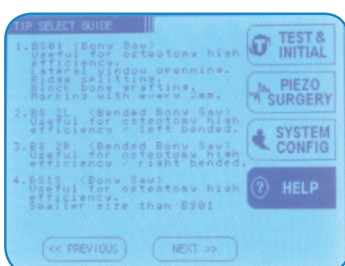 TIP SELECT GUIDE
1.BS01 <Bony Saw>
Useful for osteotomy high
efficiency.
Lateral window openning.
Ridge splitting.
Block bone grafting.
Marking with every 2mm.
2.BS 2L <Bended Bony Saw>
Useful for osteotomy high
efficiency / left bended.
3.BS 2R <Bended Bony Saw>
Useful for osteotomy high
efficiency / right bended.
4.BS1S <Bony Saw>
Useful for osteotomy high
efficiency.
Smaller size than BS01
<< PREVIOUS
NEXT >>
TEST &
INITIAL
PIEZO
SURGERY
SYSTEM
CONFIG
? HELP